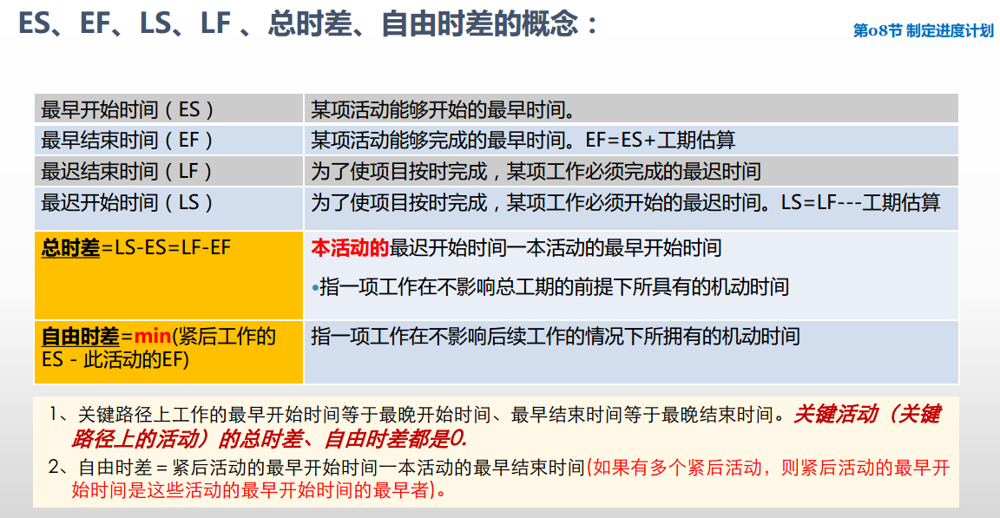 ES、EF、LS、LF 、总时差、自由时差的概念：
第08节 制定进度计划
最早开始时间（ES）
某项活动能够开始的最早时间。
最早结束时间（EF）
某项活动能够完成的最早时间。EF=ES+工期估算
最迟结束时间（LF）
为了使项目按时完成，某项工作必须完成的最迟时间
最迟开始时间（LS）
为了使项目按时完成，某项工作必须开始的最迟时间。LS=LF---工期估算
总时差=LS-ES=LF-EF
本活动的最迟开始时间一本活动的最早开始时间
•指一项工作在不影响总工期的前提下所具有的机动时间
自由时差=min(紧后工作的
ES－此活动的EF)
指一项工作在不影响后续工作的情况下所拥有的机动时间
1、关键路径上工作的最早开始时间等于最晚开始时间、最早结束时间等于最晚结束时间。关键活动（关键
路径上的活动）的总时差、自由时差都是0.
2、自由时差＝紧后活动的最早开始时间一本活动的最早结束时间(如果有多个紧后活动，则紧后活动的最早开
始时间是这些活动的最早开始时间的最早者)。